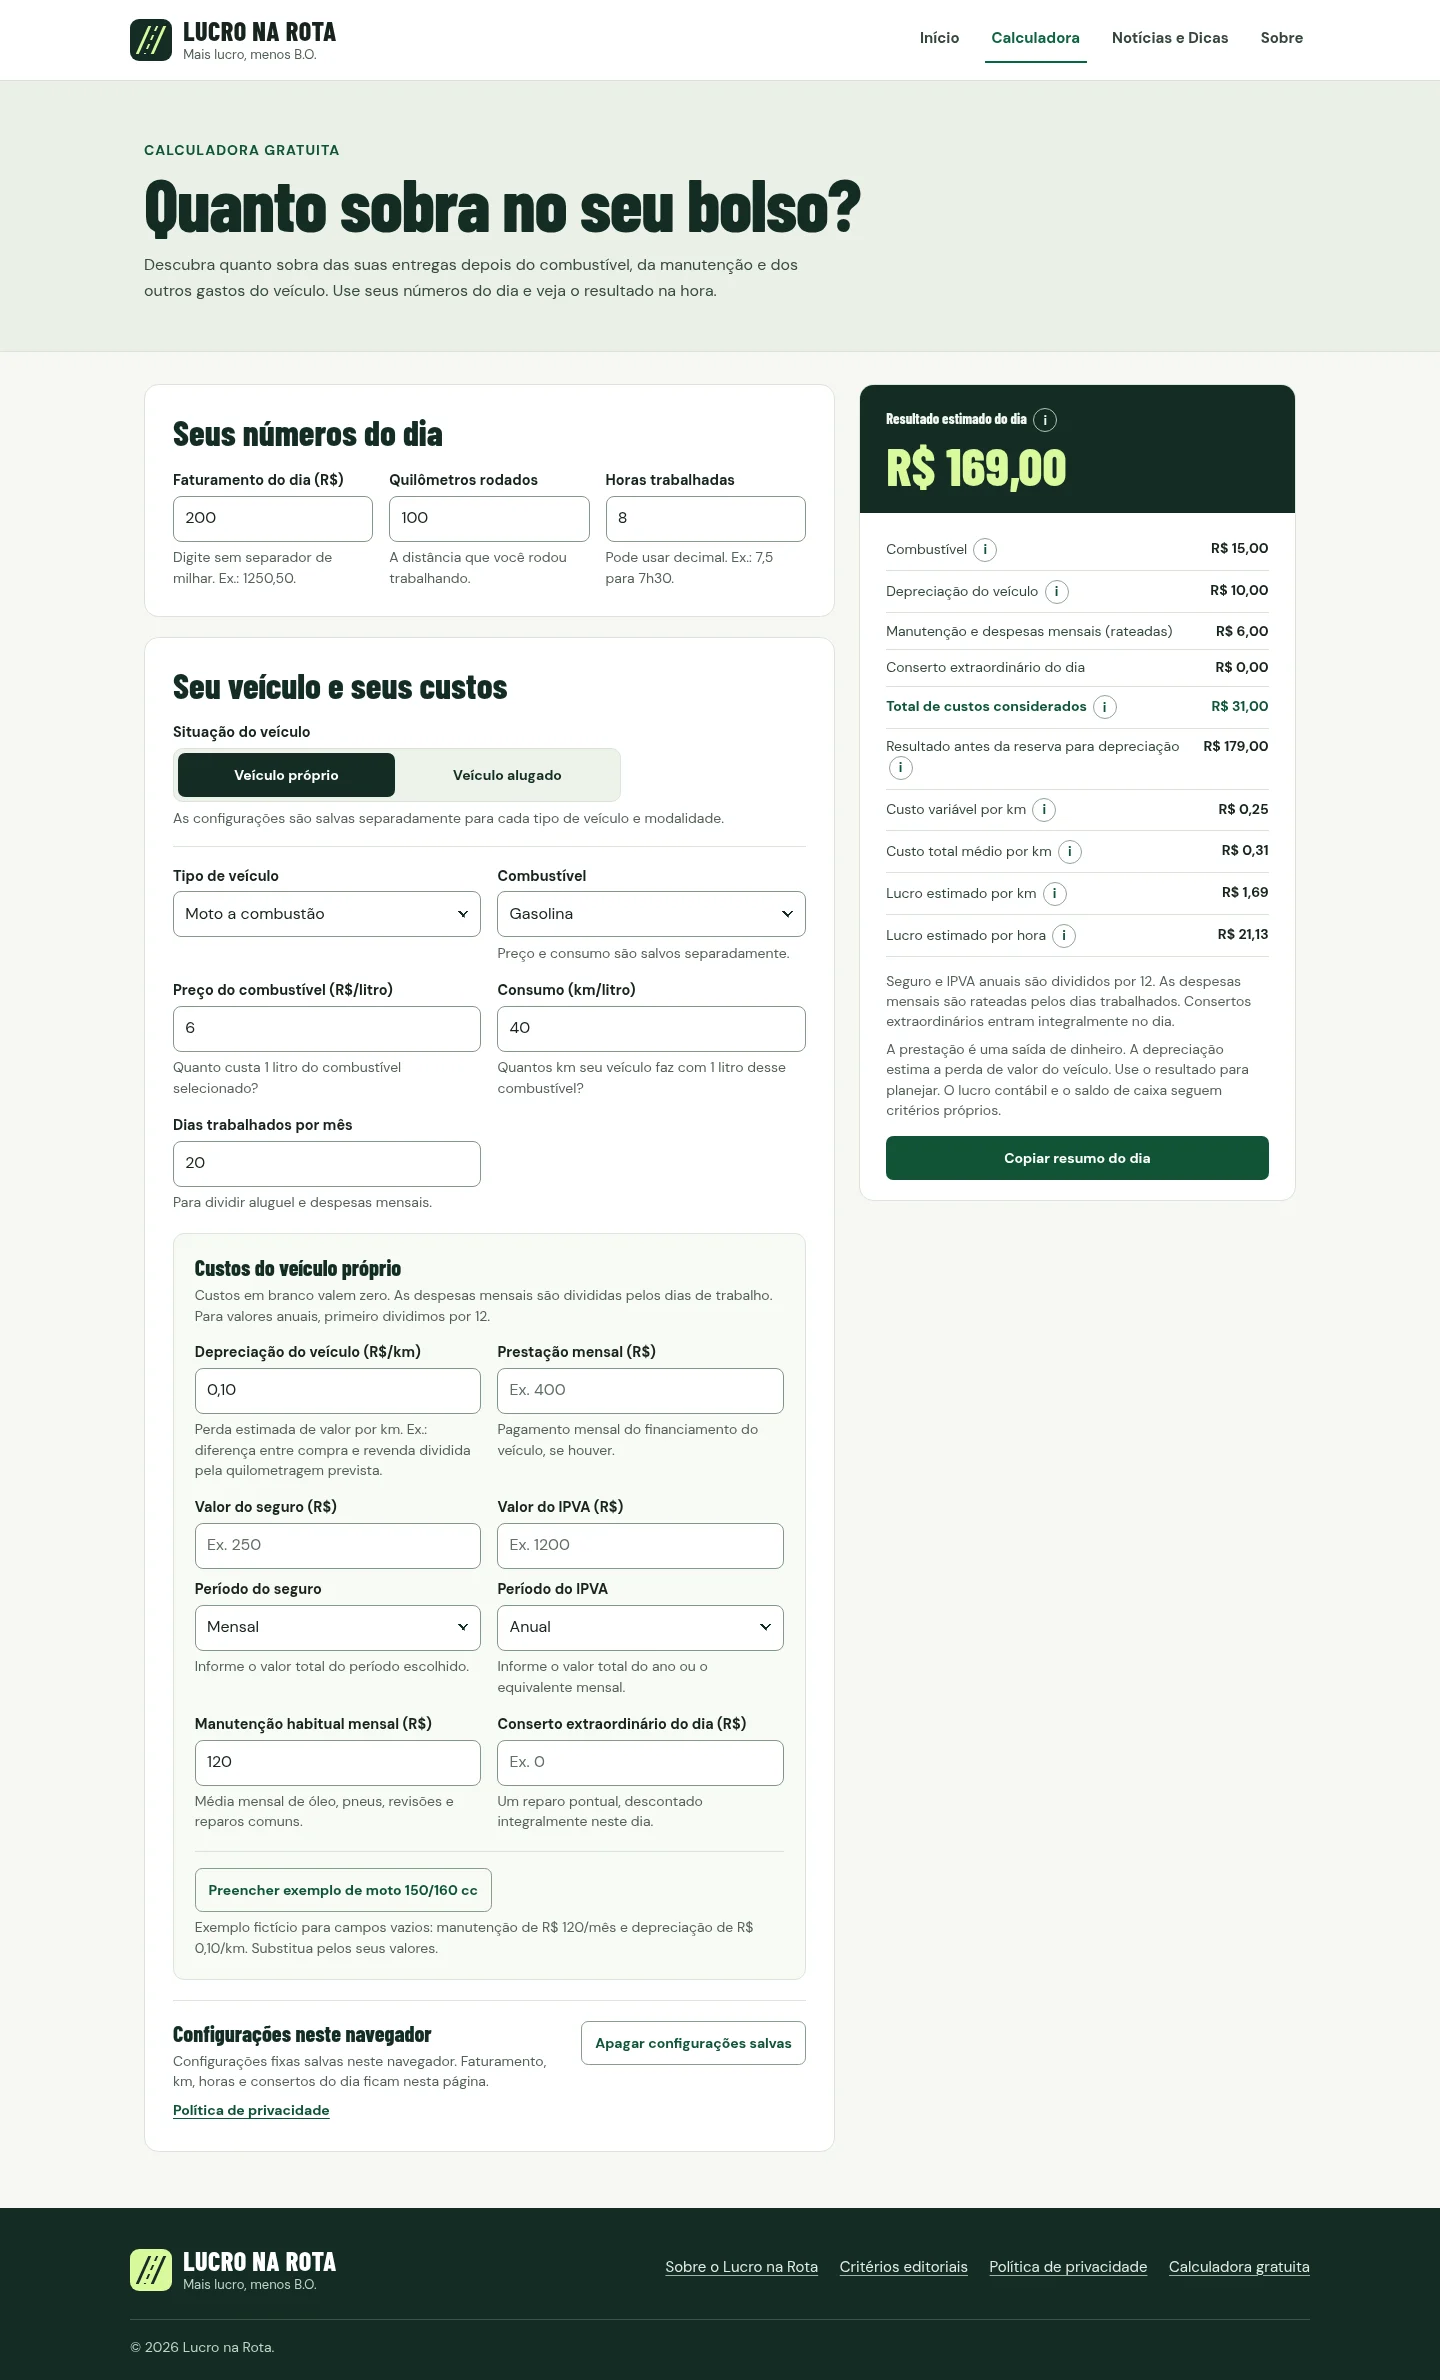 LUCRO NA ROTA
Mais lucro, menos B.O.
Início
Calculadora
Notícias e Dicas
Sobre
CALCULADORA GRATUITA
Quanto sobra no seu bolso?
Descubra quanto sobra das suas entregas depois do combustível, da manutenção e dos
outros gastos do veículo. Use seus números do dia e veja o resultado na hora.
Seus números do dia
Faturamento do dia (R$)
200
Digite sem separador de
milhar. Ex.: 1250,50.
Quilômetros rodados
100
A distância que você rodou
trabalhando.
Horas trabalhadas
8
Pode usar decimal. Ex.: 7,5
para 7h30.
Seu veículo e seus custos
Situação do veículo
Veículo próprio
Veículo alugado
As configurações são salvas separadamente para cada tipo de veículo e modalidade.
Tipo de veículo
Moto a combustão
Combustível
Gasolina
Preço e consumo são salvos separadamente.
Preço do combustível (R$/litro)
6
Quanto custa 1 litro do combustível
selecionado?
Consumo (km/litro)
40
Quantos km seu veículo faz com 1 litro desse
combustível?
Dias trabalhados por mês
20
Para dividir aluguel e despesas mensais.
Custos do veículo próprio
Custos em branco valem zero. As despesas mensais são divididas pelos dias de trabalho.
Para valores anuais, primeiro dividimos por 12.
Depreciação do veículo (R$/km)
0,10
Perda estimada de valor por km. Ex.:
diferença entre compra e revenda dividida
pela quilometragem prevista.
Prestação mensal (R$)
Ex. 400
Pagamento mensal do financiamento do
veículo, se houver.
Valor do seguro (R$)
Ex. 250
Valor do IPVA (R$)
Ex. 1200
Período do seguro
Mensal
Informe o valor total do período escolhido.
Período do IPVA
Anual
Informe o valor total do ano ou o
equivalente mensal.
Manutenção habitual mensal (R$)
120
Média mensal de óleo, pneus, revisões e
reparos comuns.
Conserto extraordinário do dia (R$)
Ex. 0
Um reparo pontual, descontado
integralmente neste dia.
Preencher exemplo de moto 150/160 cc
Exemplo fictício para campos vazios: manutenção de R$ 120/mês e depreciação de R$
0,10/km. Substitua pelos seus valores.
Configurações neste navegador
Configurações fixas salvas neste navegador. Faturamento,
km, horas e consertos do dia ficam nesta página.
Política de privacidade
Apagar configurações salvas
Resultado estimado do dia i
R$ 169,00
Combustível i R$ 15,00
Depreciação do veículo i R$ 10,00
Manutenção e despesas mensais (rateadas) R$ 6,00
Conserto extraordinário do dia R$ 0,00
Total de custos considerados i R$ 31,00
Resultado antes da reserva para depreciação R$ 179,00
i
Custo variável por km i R$ 0,25
Custo total médio por km i R$ 0,31
Lucro estimado por km i R$ 1,69
Lucro estimado por hora i R$ 21,13
Seguro e IPVA anuais são divididos por 12. As despesas
mensais são rateadas pelos dias trabalhados. Consertos
extraordinários entram integralmente no dia.
A prestação é uma saída de dinheiro. A depreciação
estima a perda de valor do veículo. Use o resultado para
planejar. O lucro contábil e o saldo de caixa seguem
critérios próprios.
Copiar resumo do dia
LUCRO NA ROTA
Mais lucro, menos B.O.
Sobre o Lucro na Rota
Critérios editoriais
Política de privacidade
Calculadora gratuita
© 2026 Lucro na Rota.